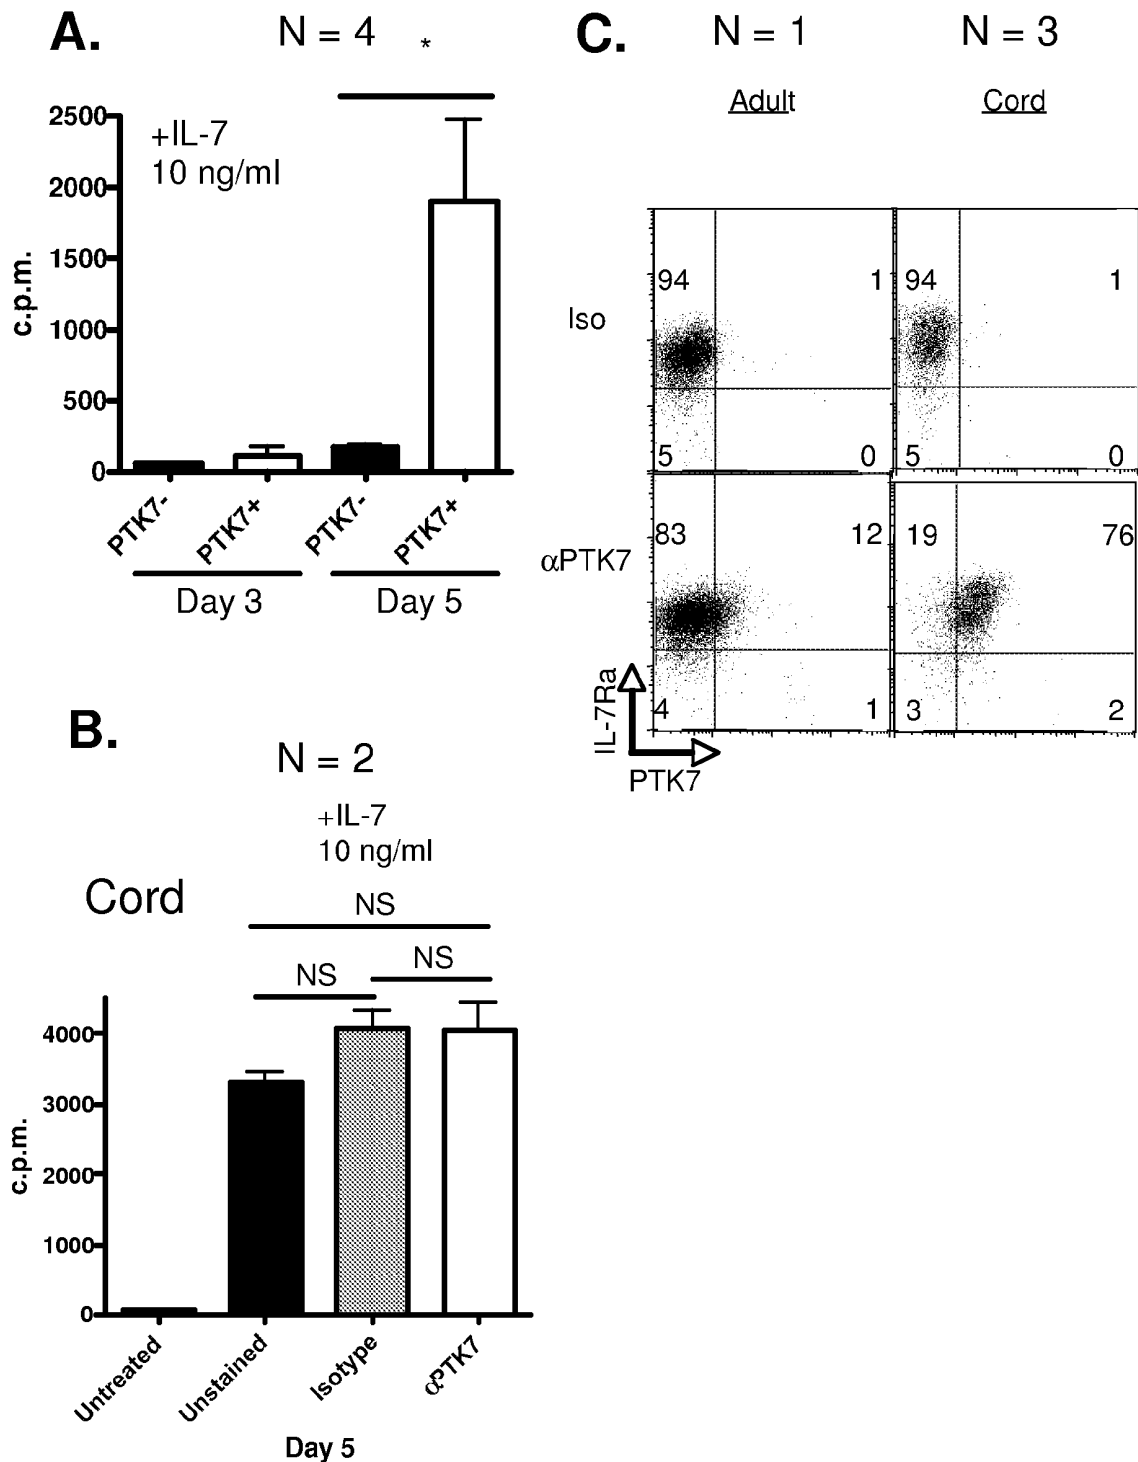 A.
N = 4
*
+IL-7
10 ng/ml
2500
2000
1500
1000
500
0
c.p.m.
PTK7-
PTK7+
PTK7-
PTK7+
Day 3
Day 5
B.
N = 2
+IL-7
10 ng/ml
Cord
NS
NS
NS
4000
3000
2000
1000
0
c.p.m.
Untreated
Unstained
Isotype
αPTK7
Day 5
C.
N = 1
N = 3
Adult
Cord
Iso
94
1
94
1
5
0
5
0
αPTK7
83
12
19
76
4
1
3
2
IL-7Ra
PTK7